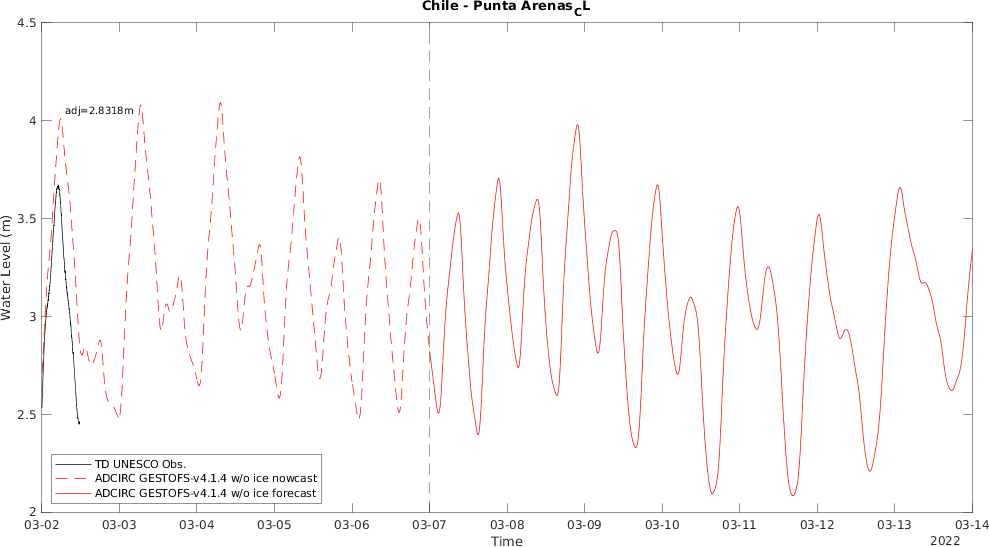 Chile - Punta Arenas_CL
4.5
4
3.5
3
2.5
2
Water Level (m)
adj=2.8318m
TD UNESCO Obs.
ADCIRC GESTOFS-v4.1.4 w/o ice nowcast
ADCIRC GESTOFS-v4.1.4 w/o ice forecast
03-02 03-03 03-04 03-05 03-06 03-07 03-08 03-09 03-10 03-11 03-12 03-13 03-14
Time
2022